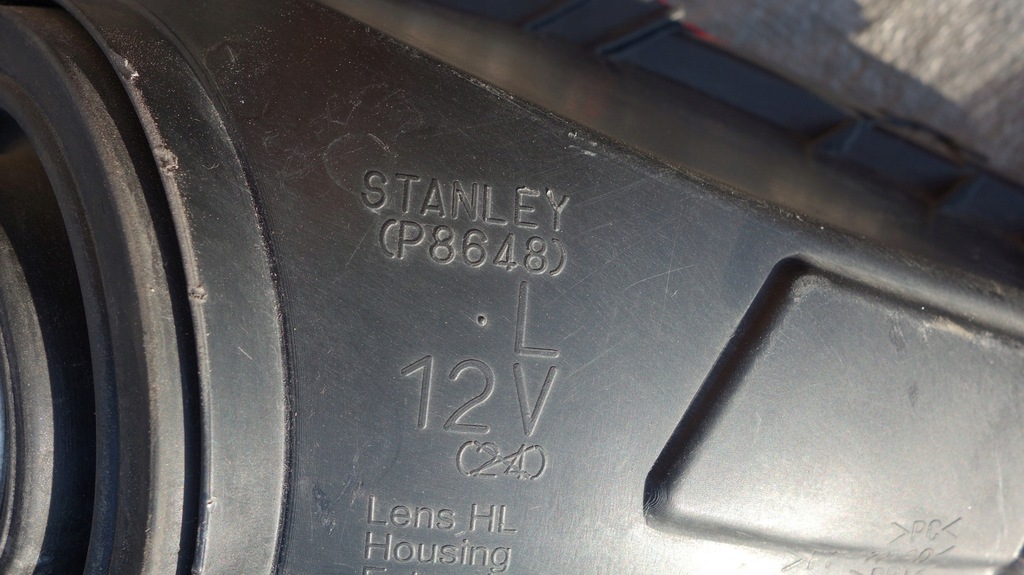 STANLEY
(P8648)
L
12V
(24)
Lens HL
Housing
>PC<